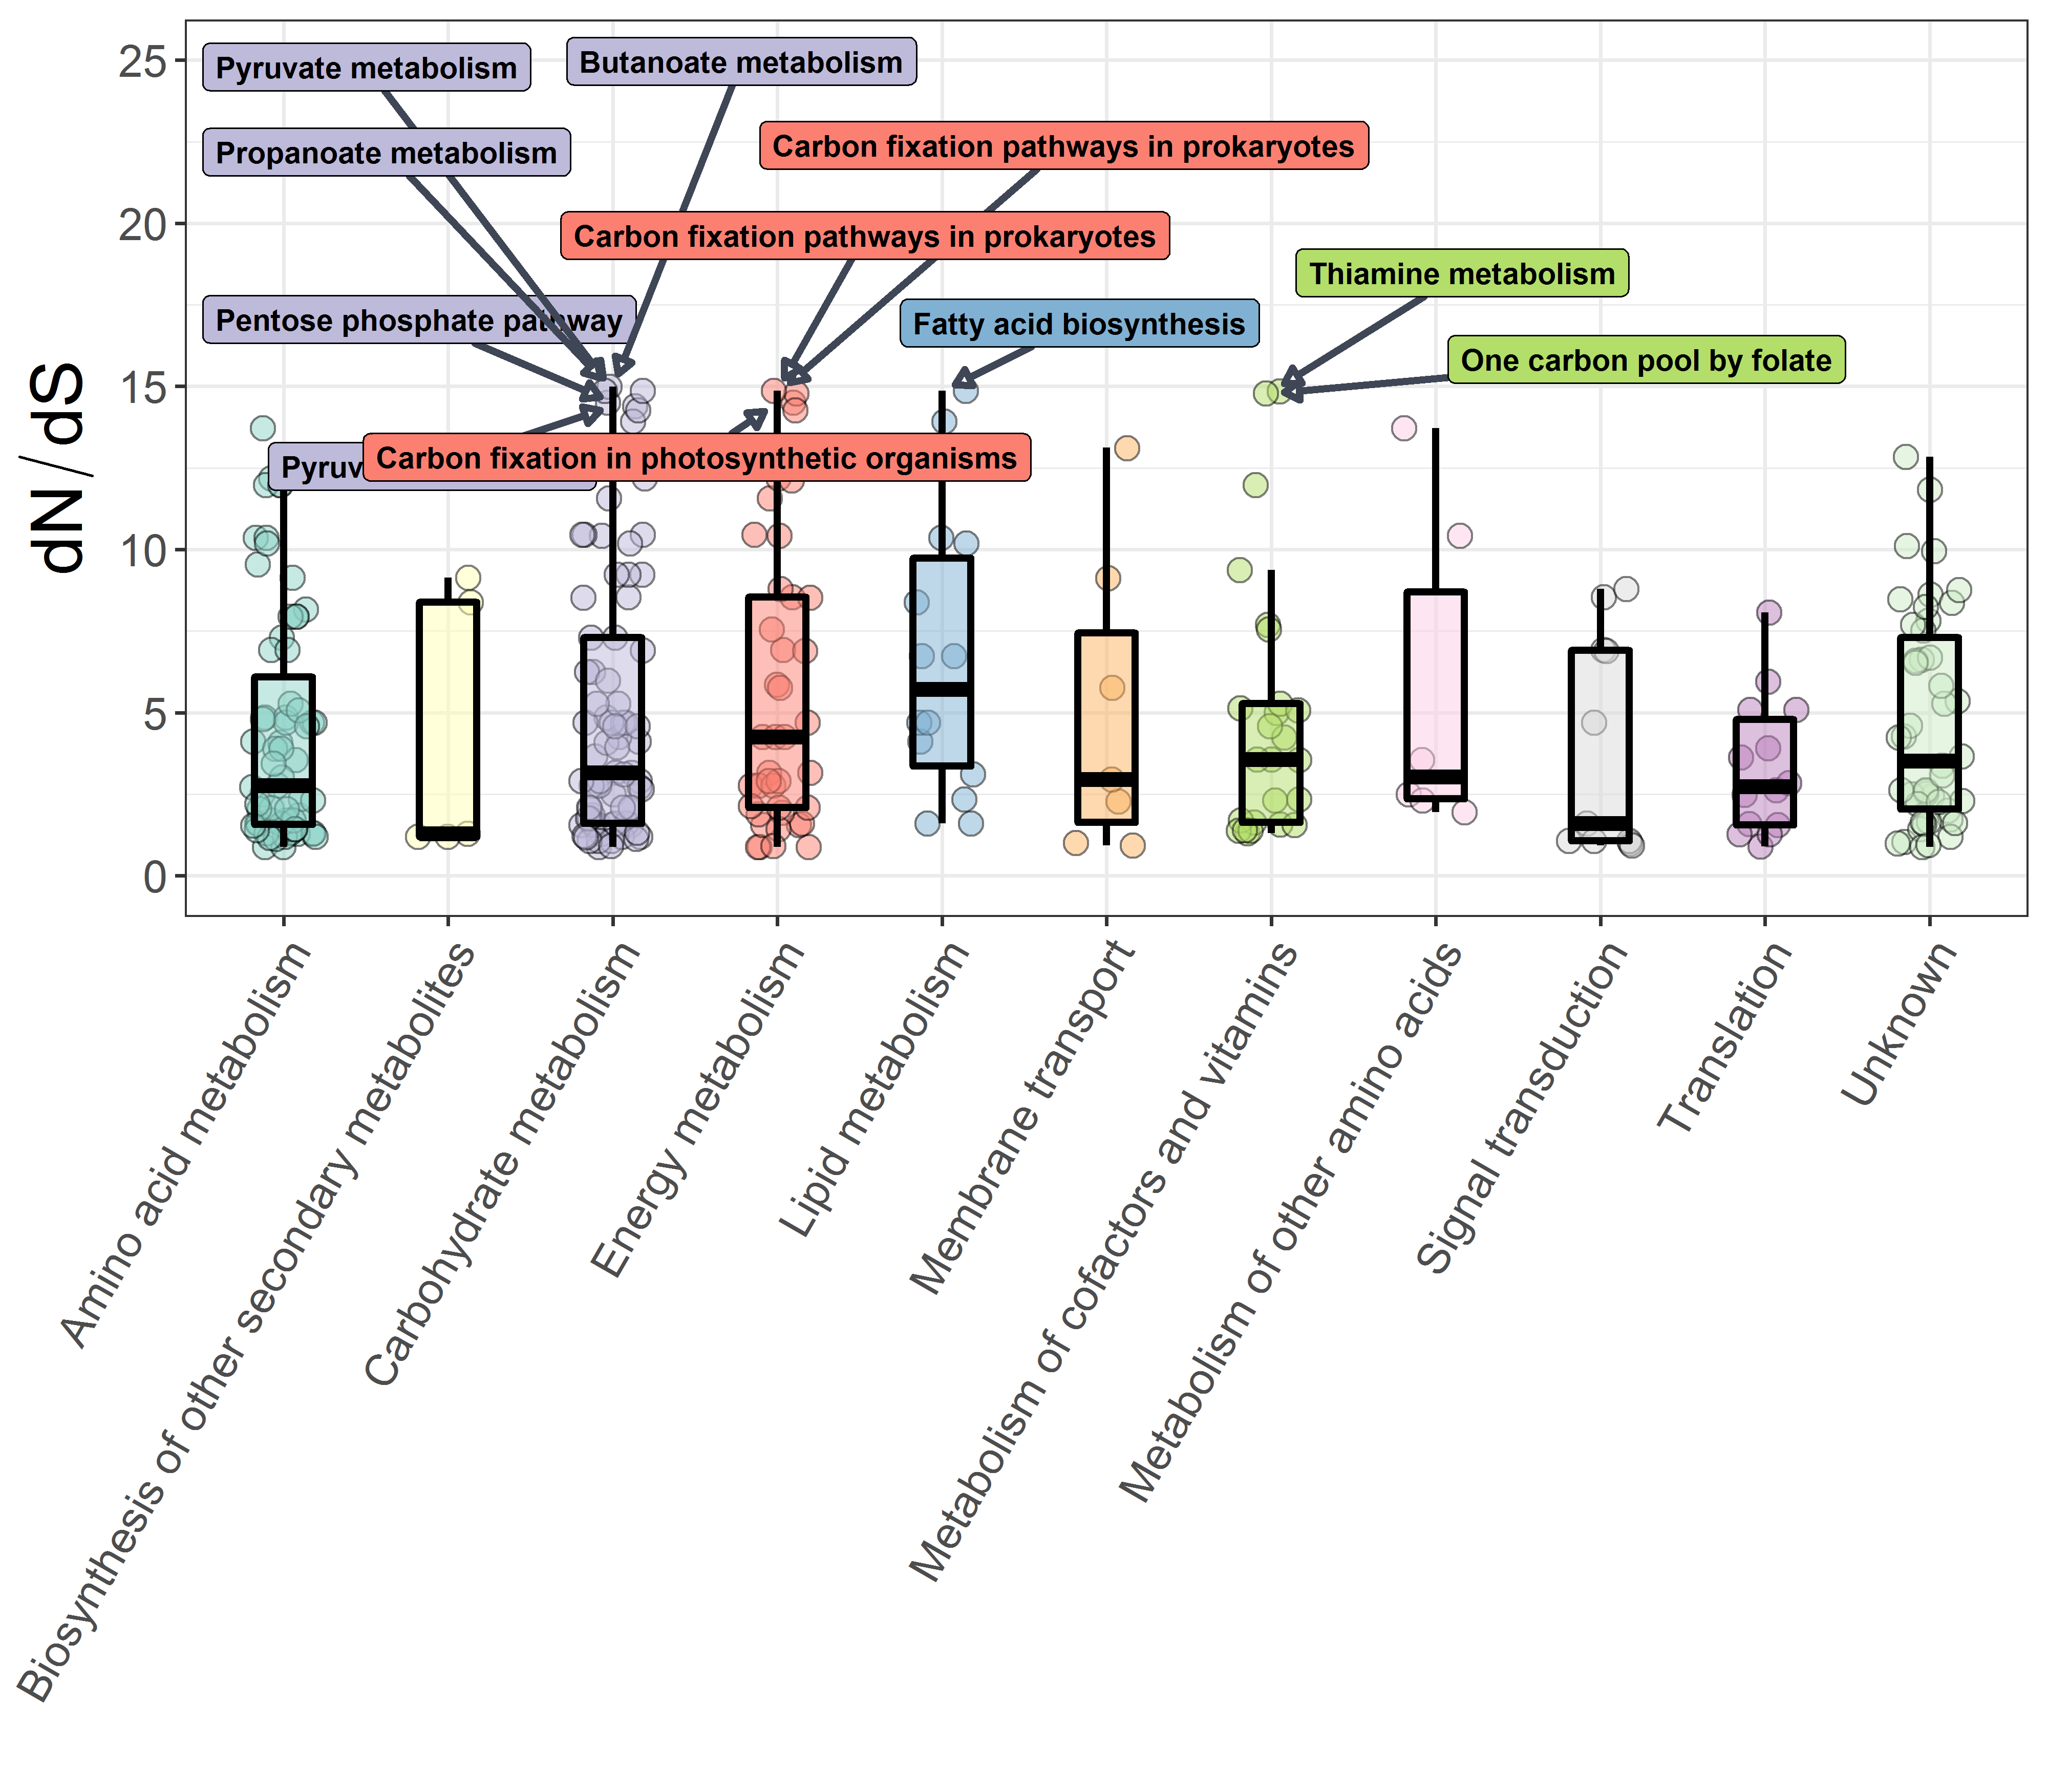 dN / dS
25
20
15
10
5
0
Pyruvate metabolism
Butanoate metabolism
Propanoate metabolism
Carbon fixation pathways in prokaryotes
Carbon fixation pathways in prokaryotes
Thiamine metabolism
Pentose phosphate pathway
Fatty acid biosynthesis
One carbon pool by folate
Carbon fixation in photosynthetic organisms
Amino acid metabolism
Biosynthesis of other secondary metabolites
Carbohydrate metabolism
Energy metabolism
Lipid metabolism
Membrane transport
Metabolism of cofactors and vitamins
Metabolism of other amino acids
Signal transduction
Translation
Unknown